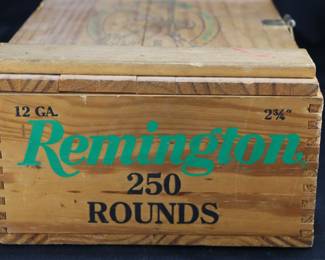 12 GA. 2¾"
Remington
250
ROUNDS